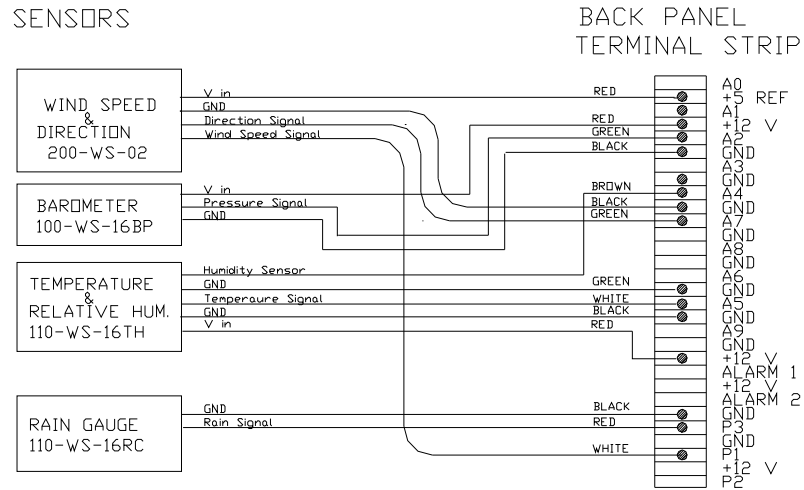 SENSORS
BACK PANEL
TERMINAL STRIP
WIND SPEED
&
DIRECTION
200-WS-02
V in
GND
Direction Signal
Wind Speed Signal
BAROMETER
100-WS-16BP
V in
Pressure Signal
GND
TEMPERATURE
&
RELATIVE HUM.
110-WS-16TH
Humidity Sensor
GND
Temperaure Signal
GND
V in
RAIN GAUGE
110-WS-16RC
GND
Rain Signal
RED
RED
GREEN
BLACK
BROWN
BLACK
GREEN
GREEN
WHITE
BLACK
RED
BLACK
RED
WHITE
A0
+5 REF
A1
+12 V
A2
GND
A3
GND
A4
GND
A7
GND
A8
GND
A6
GND
A5
GND
A9
GND
+12 V
ALARM 1
+12 V
ALARM 2
GND
P3
GND
P1
+12 V
P2